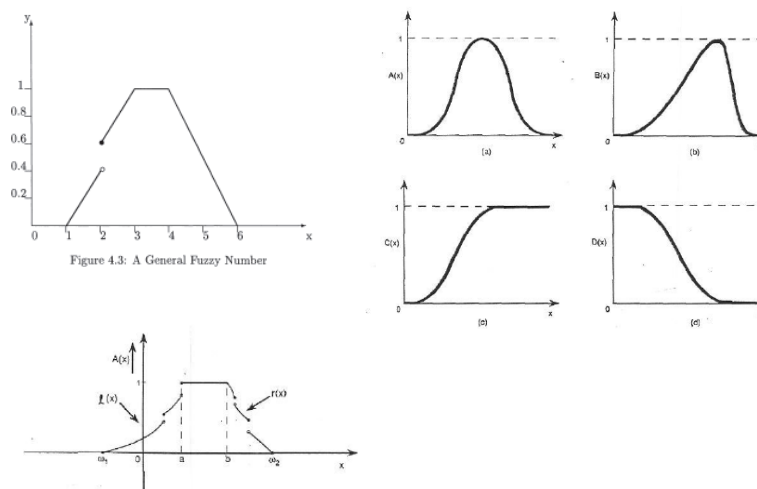 y
1
0.8
0.6
0.4
0.2
0 1 2 3 4 5 6 x
Figure 4.3: A General Fuzzy Number
1
A(x)
0
x
(a)
1
B(x)
0
(b)
1
C(x)
0
x
(c)
1
D(x)
0
(d)
A(x)
1
l(x)
r(x)
ω₁ 0 a b ω₂ x